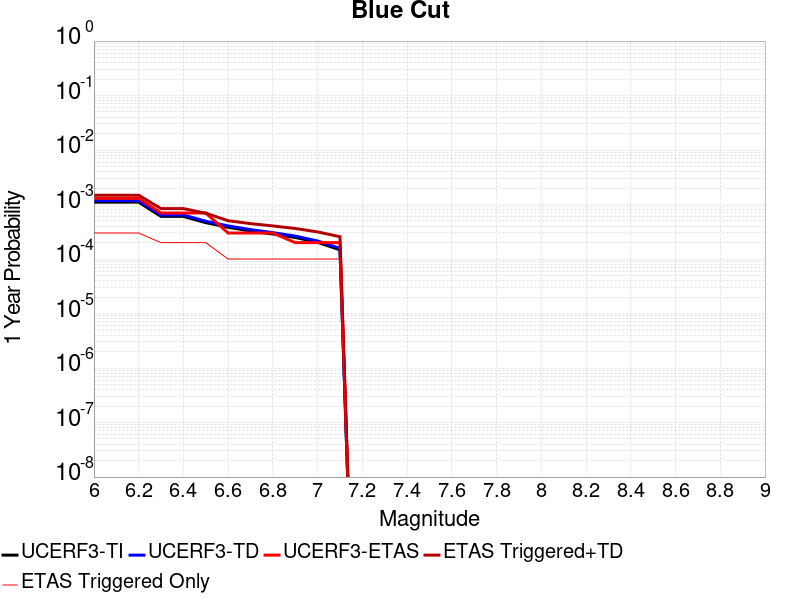 Blue Cut
10^0
10^-1
10^-2
10^-3
10^-4
10^-5
10^-6
10^-7
10^-8
1 Year Probability
6 6.2 6.4 6.6 6.8 7 7.2 7.4 7.6 7.8 8 8.2 8.4 8.6 8.8 9
Magnitude
UCERF3-TI UCERF3-TD UCERF3-ETAS ETAS Triggered+TD
ETAS Triggered Only